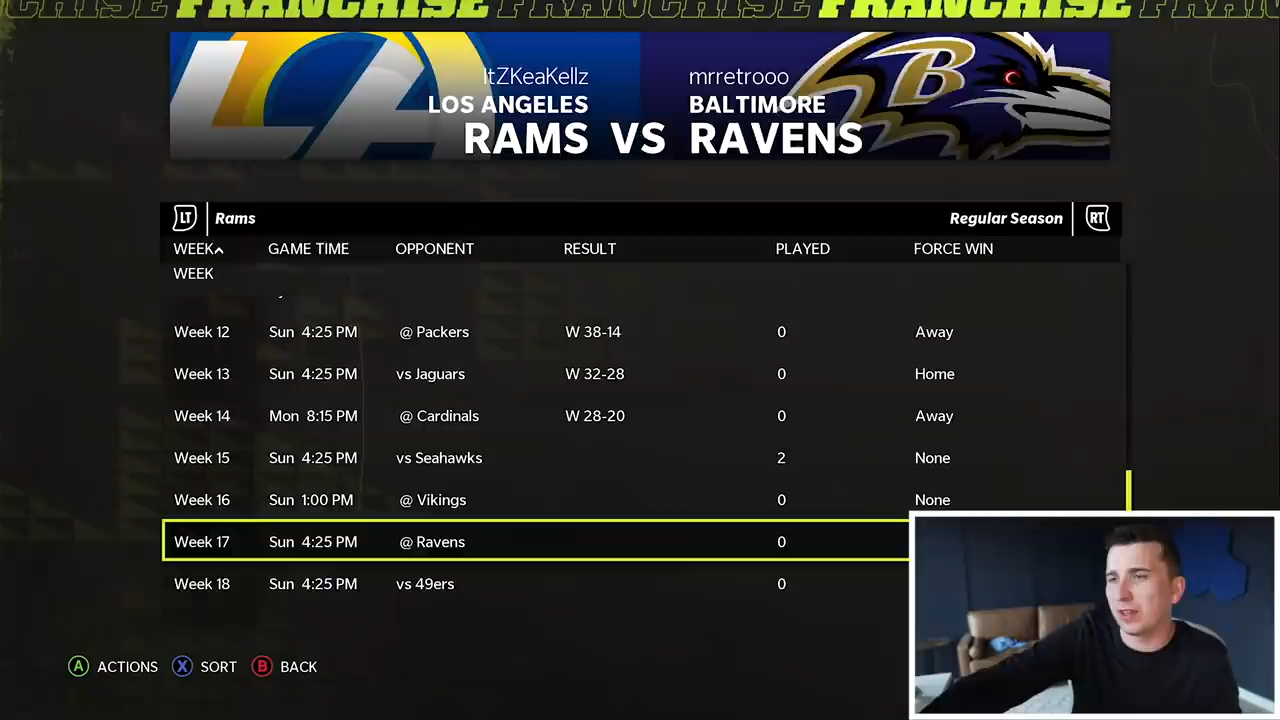 FRANCHISE FRANCHISE FRANCHISE FRANCHISE
ItZKeaKellz
LOS ANGELES
RAMS
VS
mrretrooo
BALTIMORE
RAVENS
B
LT Rams Regular Season RT
WEEK GAME TIME OPPONENT RESULT PLAYED FORCE WIN
WEEK
Week 12 Sun 4:25 PM @ Packers W 38-14 0 Away
Week 13 Sun 4:25 PM vs Jaguars W 32-28 0 Home
Week 14 Mon 8:15 PM @ Cardinals W 28-20 0 Away
Week 15 Sun 4:25 PM vs Seahawks 2 None
Week 16 Sun 1:00 PM @ Vikings 0 None
Week 17 Sun 4:25 PM @ Ravens 0
Week 18 Sun 4:25 PM vs 49ers 0
A ACTIONS X SORT B BACK